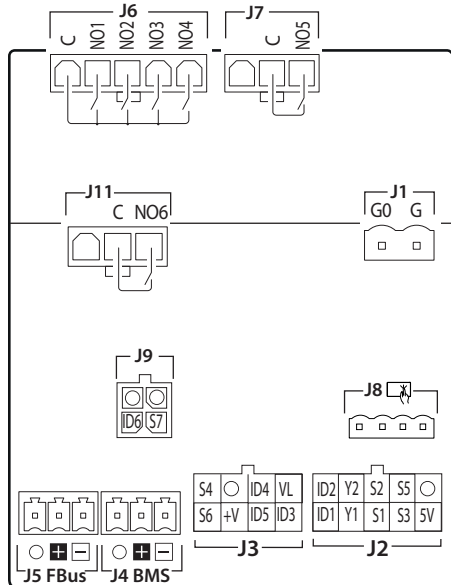 J6 J7
C NO1 NO2 NO3 NO4 C NO5
J11 J1
C NO6 G0 G
J9
J8
ID6 S7
S4 ID4 VL ID2 Y2 S2 S5
S6 +V ID5 ID3 ID1 Y1 S1 S3 5V
J3 J2
+ − + −
J5 FBus J4 BMS